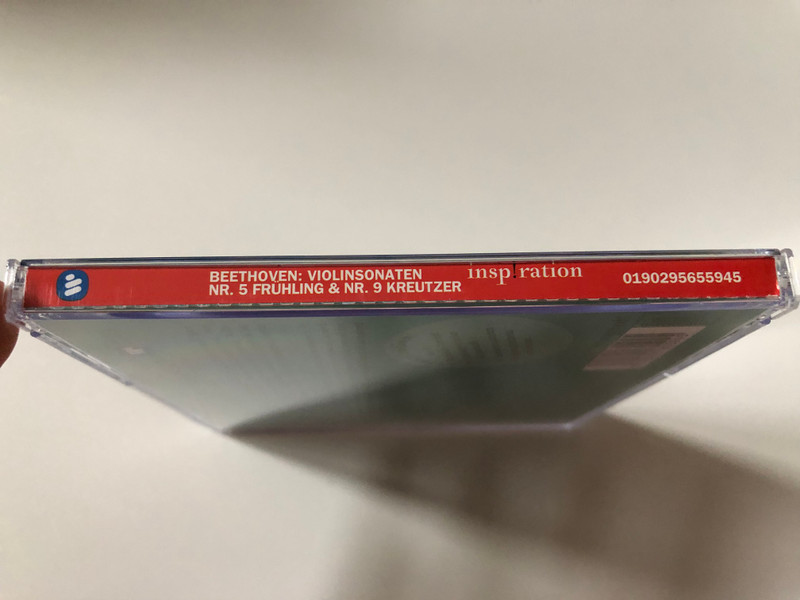 BEETHOVEN: VIOLINSONATEN
NR. 5 FRÜHLING & NR. 9 KREUTZER
insp!ration
0190295655945